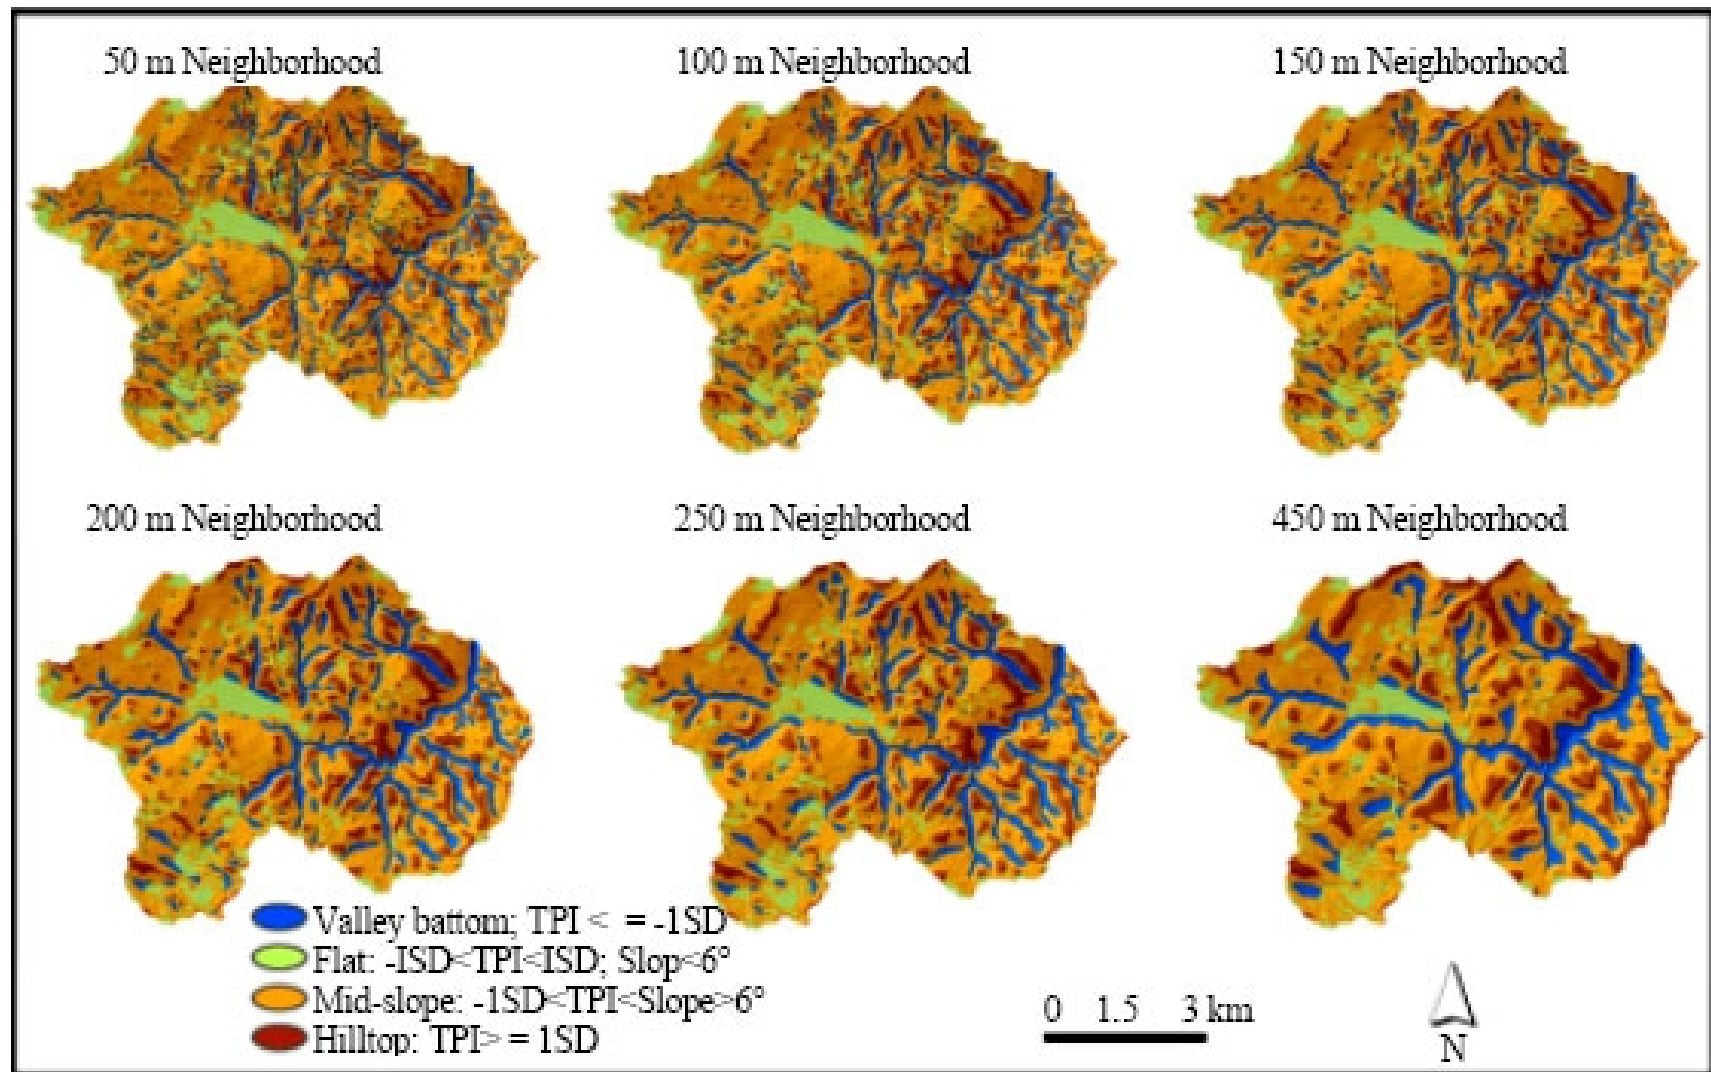 50 m Neighborhood
100 m Neighborhood
150 m Neighborhood
200 m Neighborhood
250 m Neighborhood
450 m Neighborhood
Valley battom; TPI < = -1SD
Flat: -ISD<TPI<ISD; Slop<6°
Mid-slope: -1SD<TPI<Slope>6°
Hilltop: TPI> = 1SD
0 1.5 3 km
N